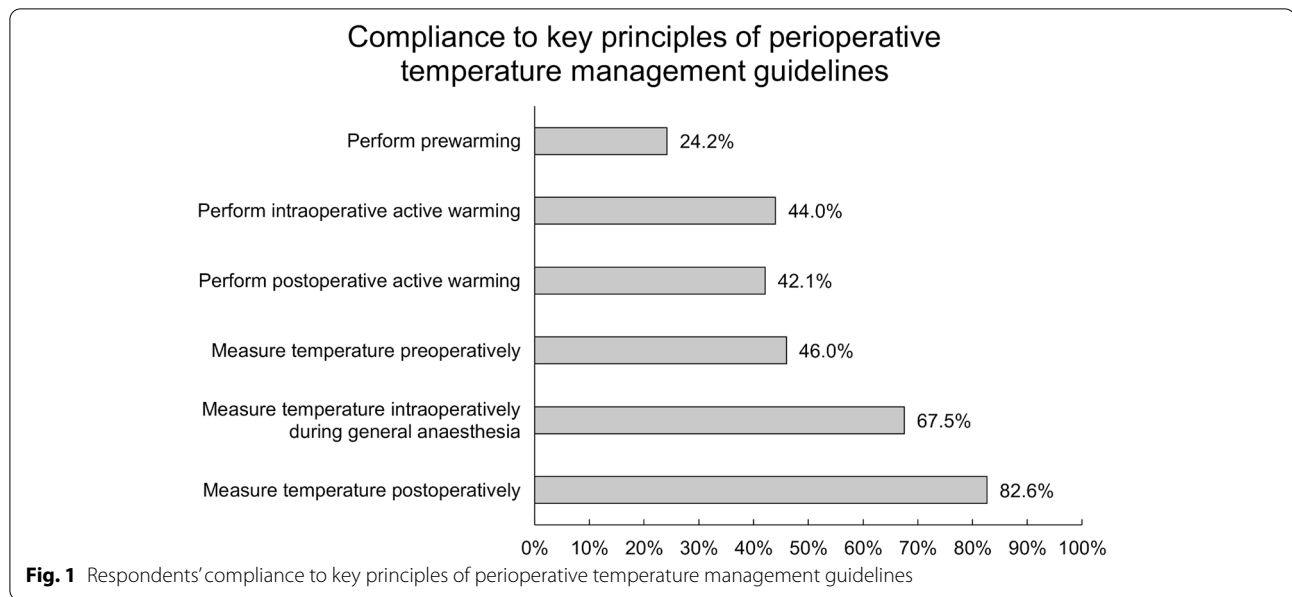 Compliance to key principles of perioperative
temperature management guidelines
Perform prewarming
24.2%
Perform intraoperative active warming
44.0%
Perform postoperative active warming
42.1%
Measure temperature preoperatively
46.0%
Measure temperature intraoperatively
during general anaesthesia
67.5%
Measure temperature postoperatively
82.6%
0% 10% 20% 30% 40% 50% 60% 70% 80% 90% 100%
Fig. 1 Respondents’ compliance to key principles of perioperative temperature management guidelines